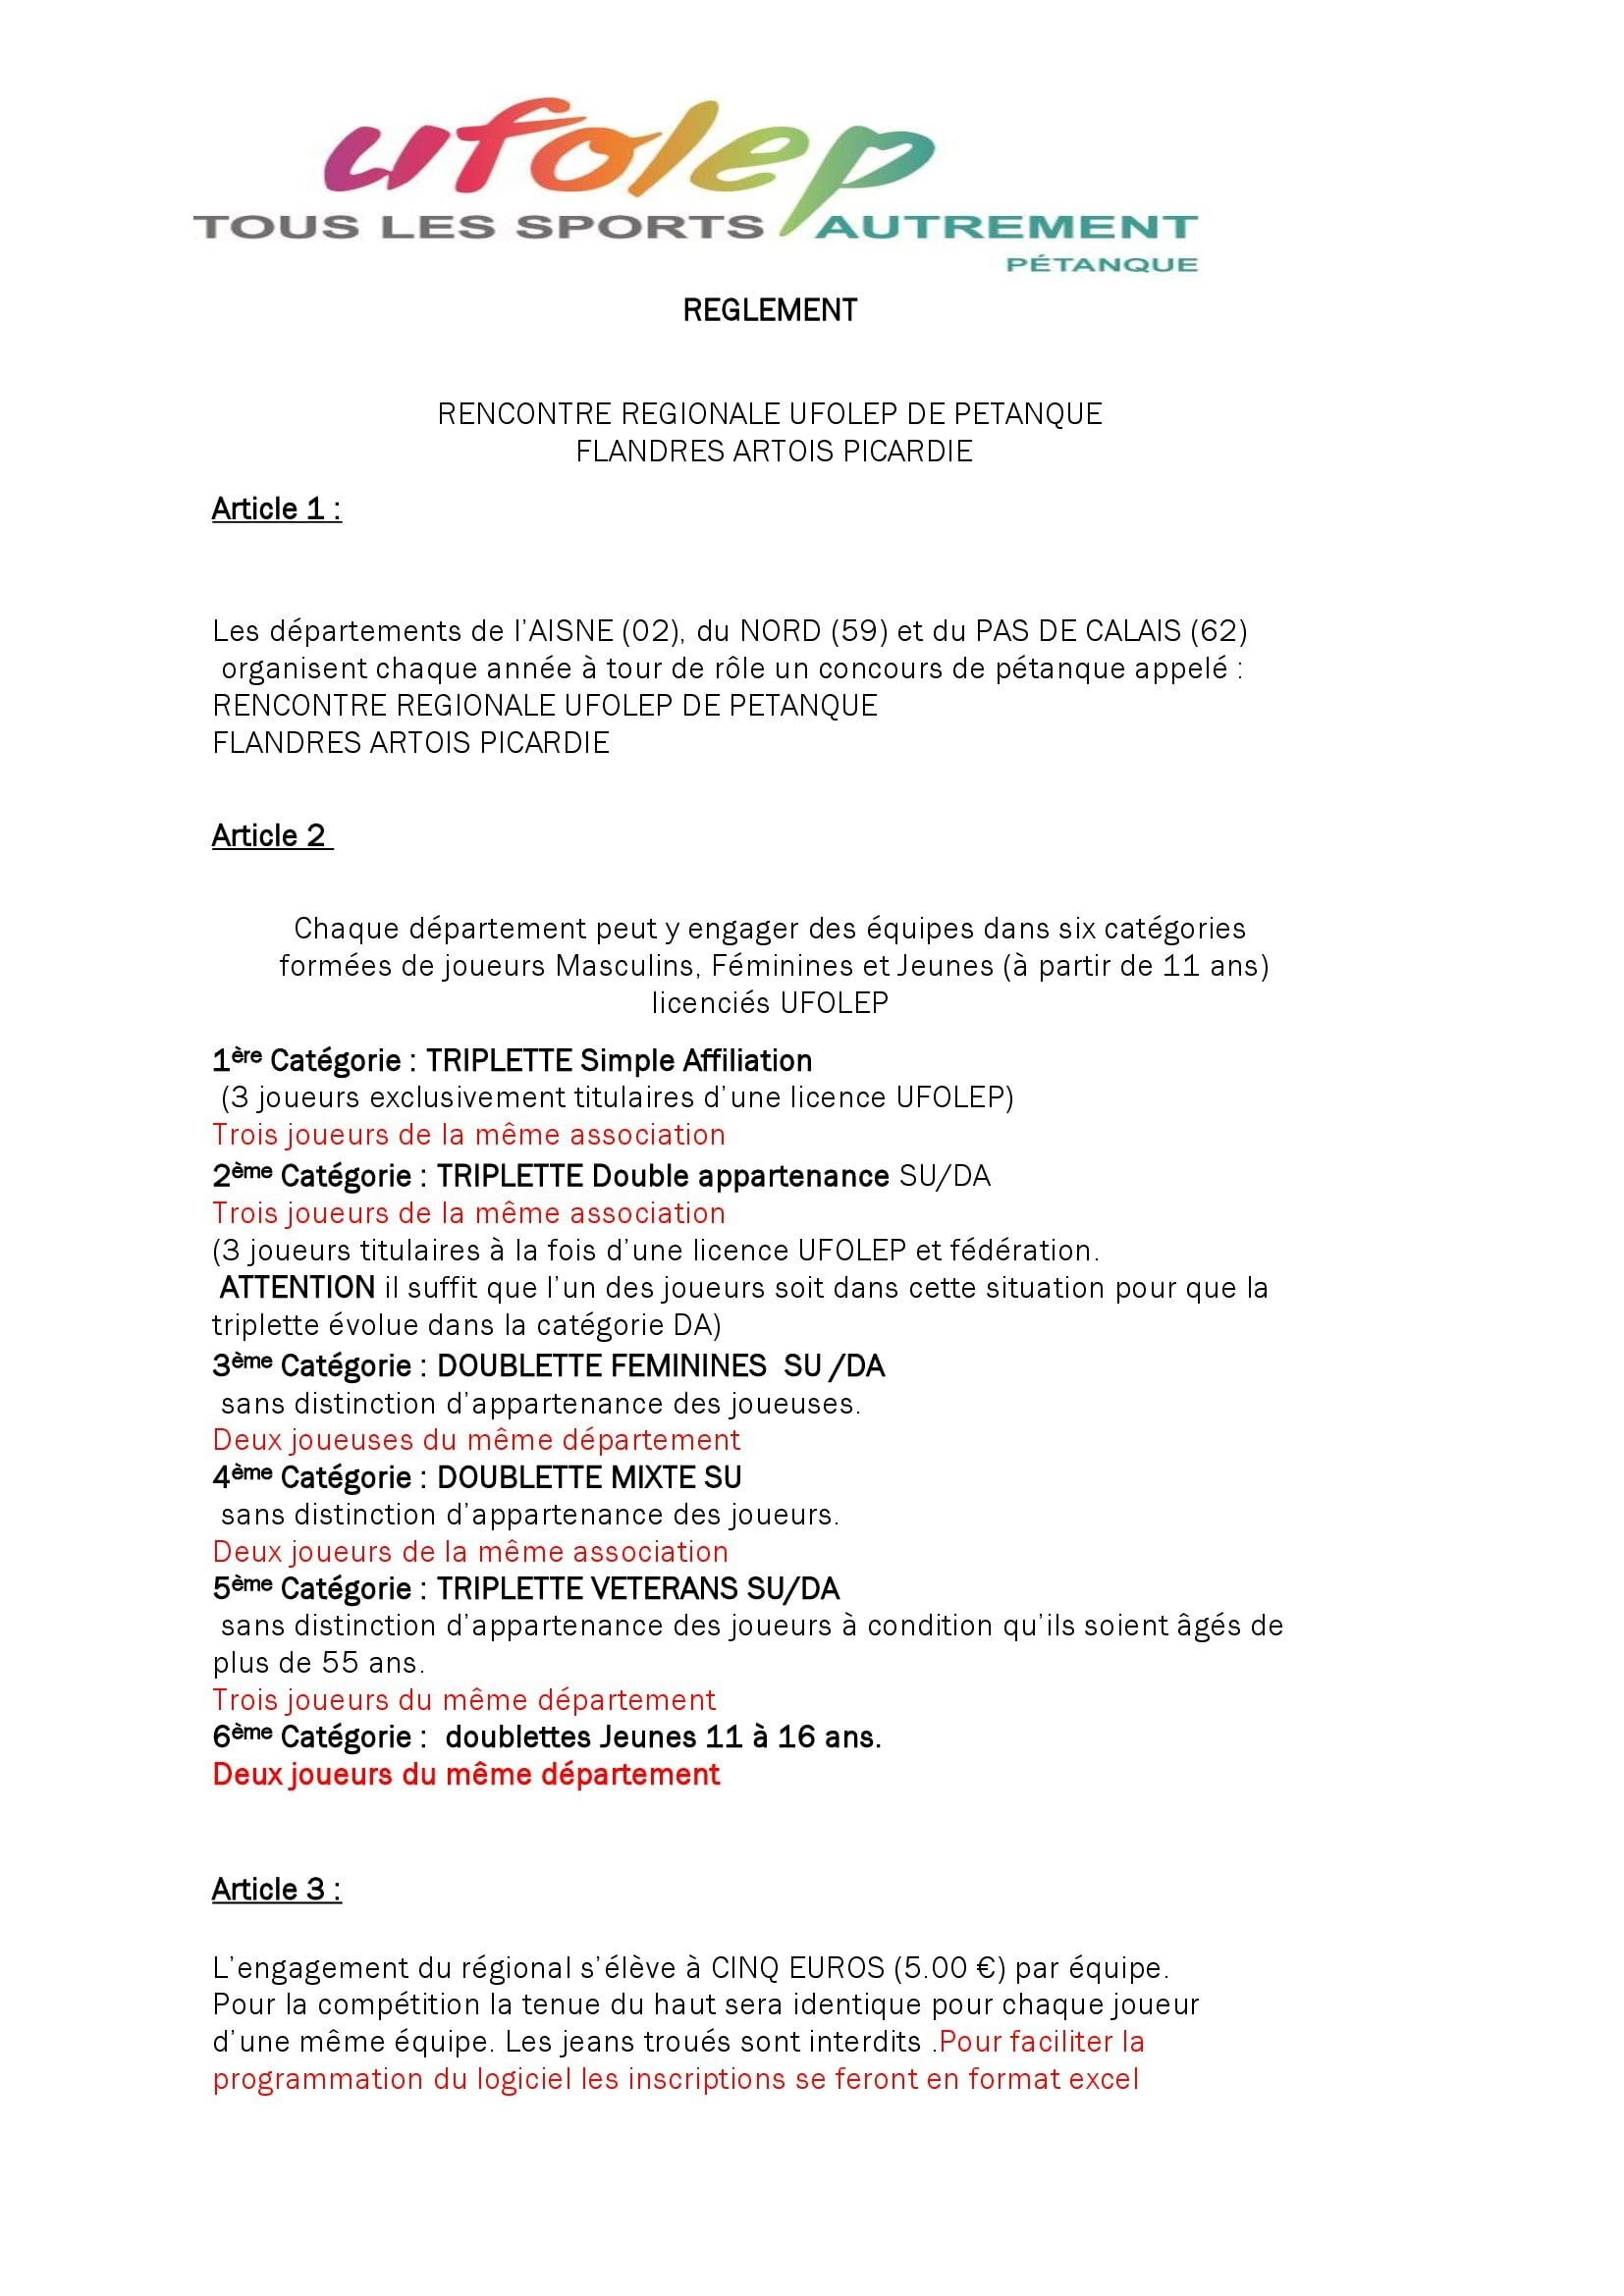 ufolep
TOUS LES SPORTS AUTREMENT
PÉTANQUE
REGLEMENT
RENCONTRE REGIONALE UFOLEP DE PETANQUE
FLANDRES ARTOIS PICARDIE
Article 1 :
Les départements de l’AISNE (02), du NORD (59) et du PAS DE CALAIS (62)
organisent chaque année à tour de rôle un concours de pétanque appelé :
RENCONTRE REGIONALE UFOLEP DE PETANQUE
FLANDRES ARTOIS PICARDIE
Article 2
Chaque département peut y engager des équipes dans six catégories
formées de joueurs Masculins, Féminines et Jeunes (à partir de 11 ans)
licenciés UFOLEP
1ère Catégorie : TRIPLETTE Simple Affiliation
(3 joueurs exclusivement titulaires d’une licence UFOLEP)
Trois joueurs de la même association
2ème Catégorie : TRIPLETTE Double appartenance SU/DA
Trois joueurs de la même association
(3 joueurs titulaires à la fois d’une licence UFOLEP et fédération.
ATTENTION il suffit que l’un des joueurs soit dans cette situation pour que la
triplette évolue dans la catégorie DA)
3ème Catégorie : DOUBLETTE FEMININES SU /DA
sans distinction d’appartenance des joueuses.
Deux joueuses du même département
4ème Catégorie : DOUBLETTE MIXTE SU
sans distinction d’appartenance des joueurs.
Deux joueurs de la même association
5ème Catégorie : TRIPLETTE VETERANS SU/DA
sans distinction d’appartenance des joueurs à condition qu’ils soient âgés de
plus de 55 ans.
Trois joueurs du même département
6ème Catégorie : doublettes Jeunes 11 à 16 ans.
Deux joueurs du même département
Article 3 :
L’engagement du régional s’élève à CINQ EUROS (5.00 €) par équipe.
Pour la compétition la tenue du haut sera identique pour chaque joueur
d’une même équipe. Les jeans troués sont interdits .Pour faciliter la
programmation du logiciel les inscriptions se feront en format excel